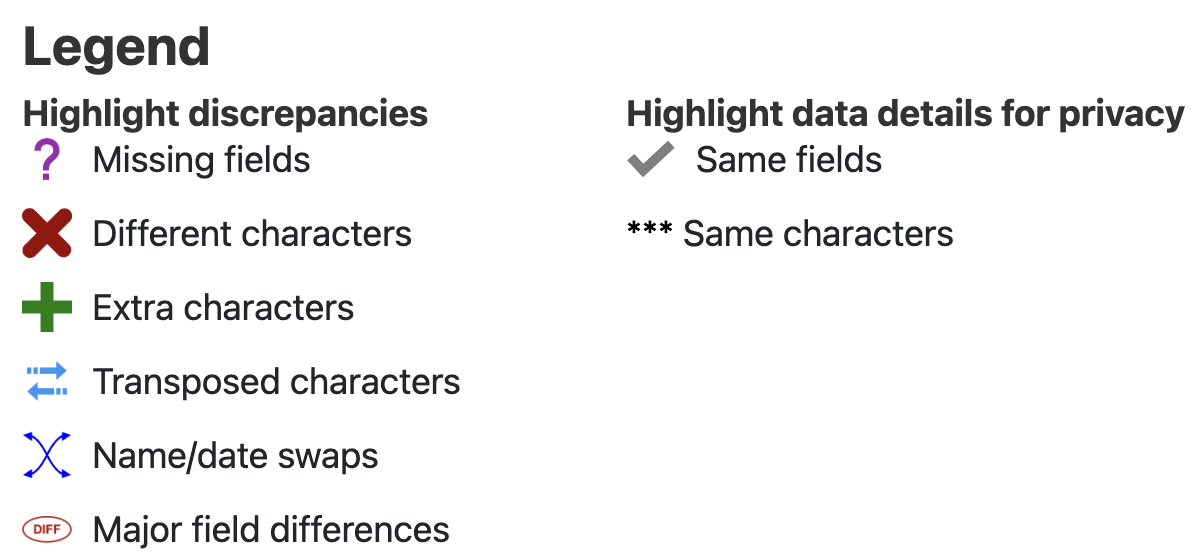 Legend
Highlight discrepancies
? Missing fields
Different characters
Extra characters
Transposed characters
Name/date swaps
DIFF Major field differences
Highlight data details for privacy
Same fields
*** Same characters